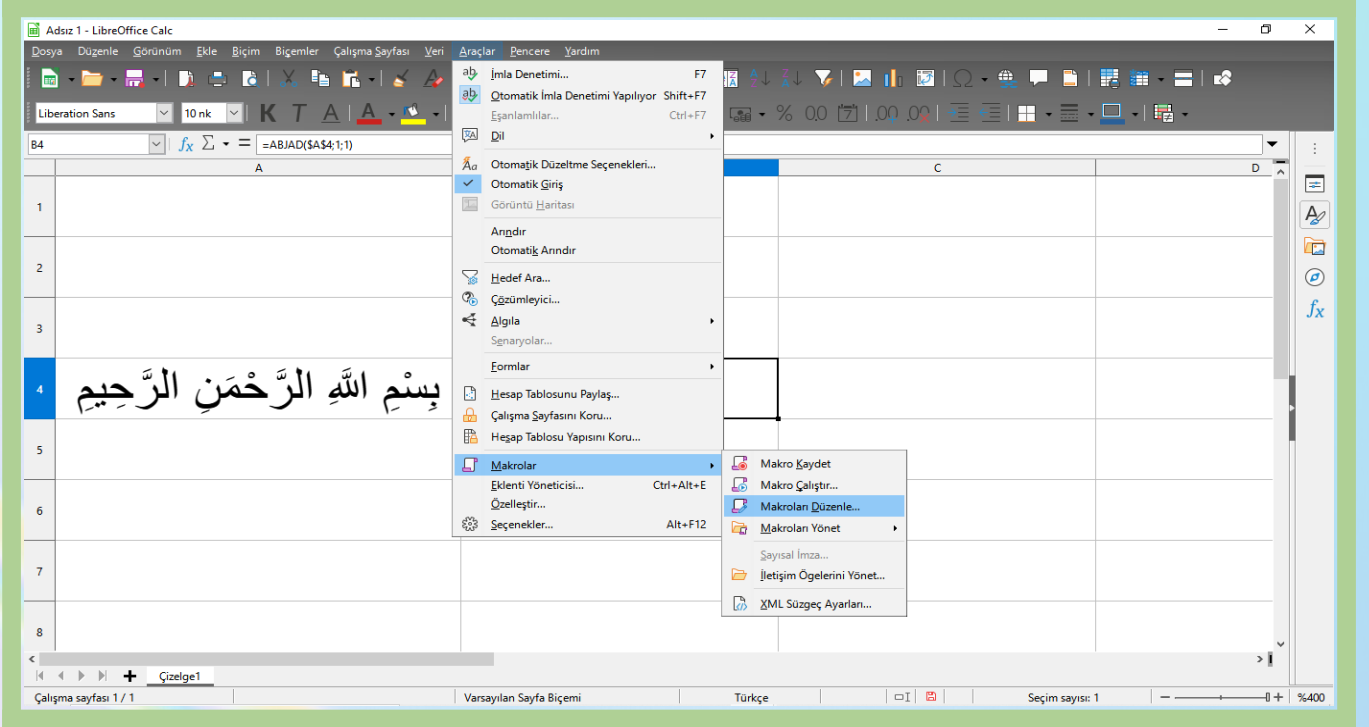 Adsız 1 - LibreOffice Calc
Dosya Düzenle Görünüm Ekle Biçim Biçemler Çalışma Sayfası Veri Araçlar Pencere Yardım
Liberation Sans 10 nk K T A A
B4 fx Σ = =ABJAD($A$4;1;1)
A C D
İmla Denetimi... F7
Otomatik İmla Denetimi Yapılıyor Shift+F7
Eşanlamlılar... Ctrl+F7
Dil
Otomatik Düzeltme Seçenekleri...
Otomatik Giriş
Görüntü Haritası
Arındır
Otomatik Arındır
Hedef Ara...
Çözümleyici...
Algıla
Senaryolar...
Formlar
Hesap Tablosunu Paylaş...
Çalışma Sayfasını Koru...
Hesap Tablosu Yapısını Koru...
Makrolar
Eklenti Yöneticisi... Ctrl+Alt+E
Özelleştir...
Seçenekler... Alt+F12
Makro Kaydet
Makro Çalıştır...
Makroları Düzenle...
Makroları Yönet
Sayısal İmza...
İletişim Ögelerini Yönet...
XML Süzgeç Ayarları...
1
2
3
4 بِسْمِ اللَّهِ الرَّحْمَنِ الرَّحِيمِ
5
6
7
8
Çizelge1
Çalışma sayfası 1 / 1 Varsayılan Sayfa Biçemi Türkçe Seçim sayısı: 1 %400